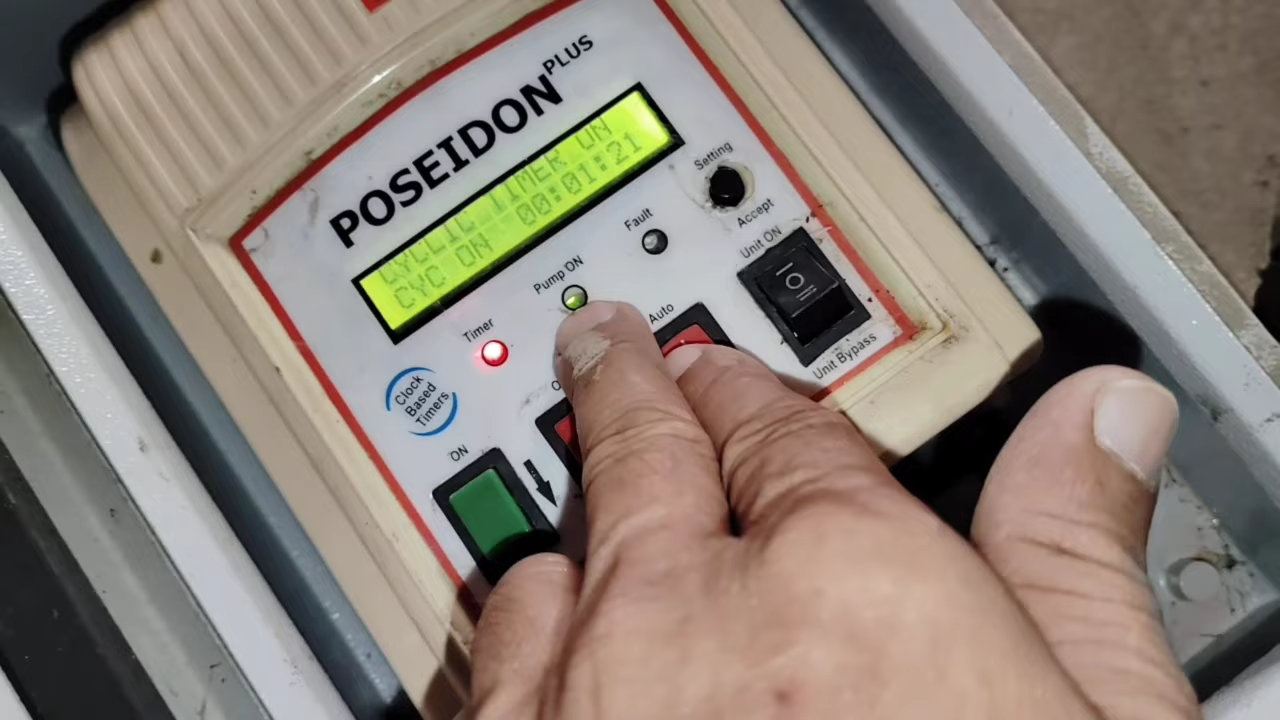 POSEIDON PLUS
CYCLIC TIMER ON
CYC ON 00:01:21
Setting
Accept
Fault
Pump ON
Timer
Auto
Unit ON
Unit Bypass
Clock
Based
Timers
ON